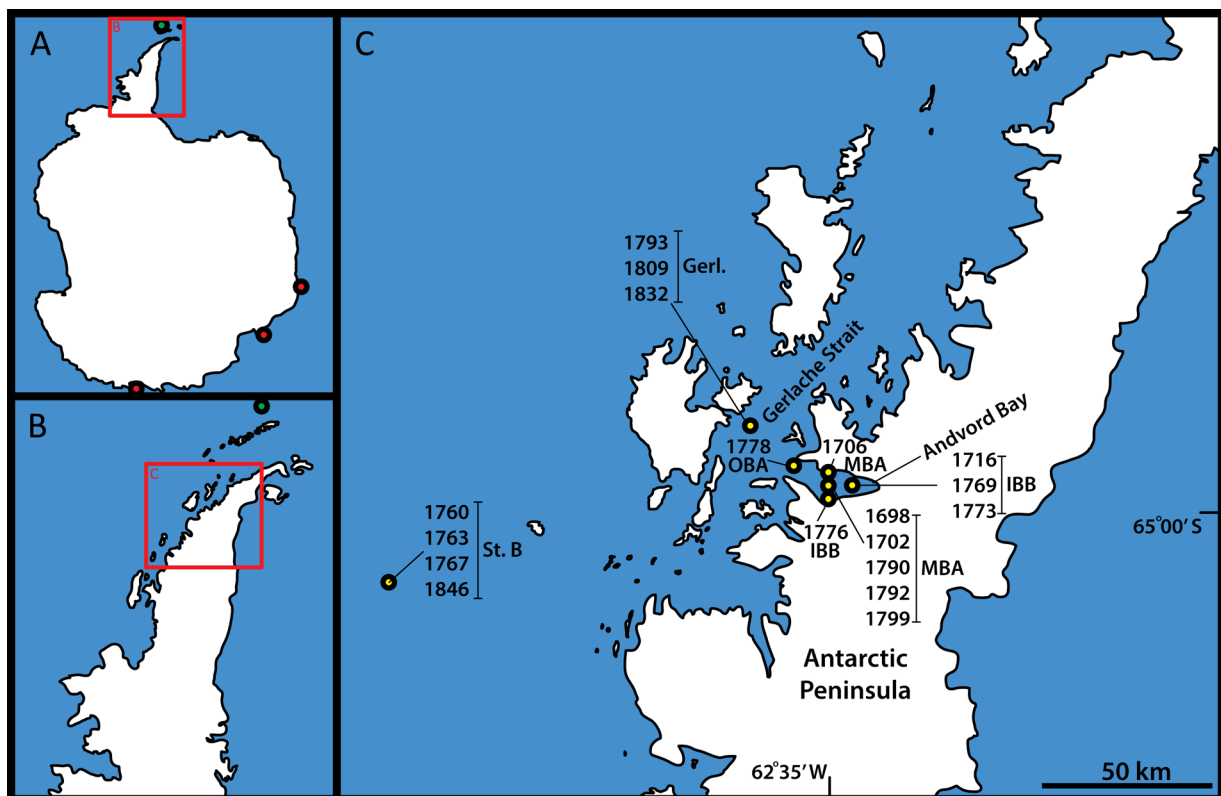 A
B
B
C
C
1793
1809
1832
Gerl.
Gerlache Strait
Andvord Bay
1778
OBA
1706
MBA
1716
1769
1773
IBB
1776
IBB
1698
1702
1790
1792
1799
MBA
1760
1763
1767
1846
St. B
65°00' S
Antarctic
Peninsula
62°35' W
50 km